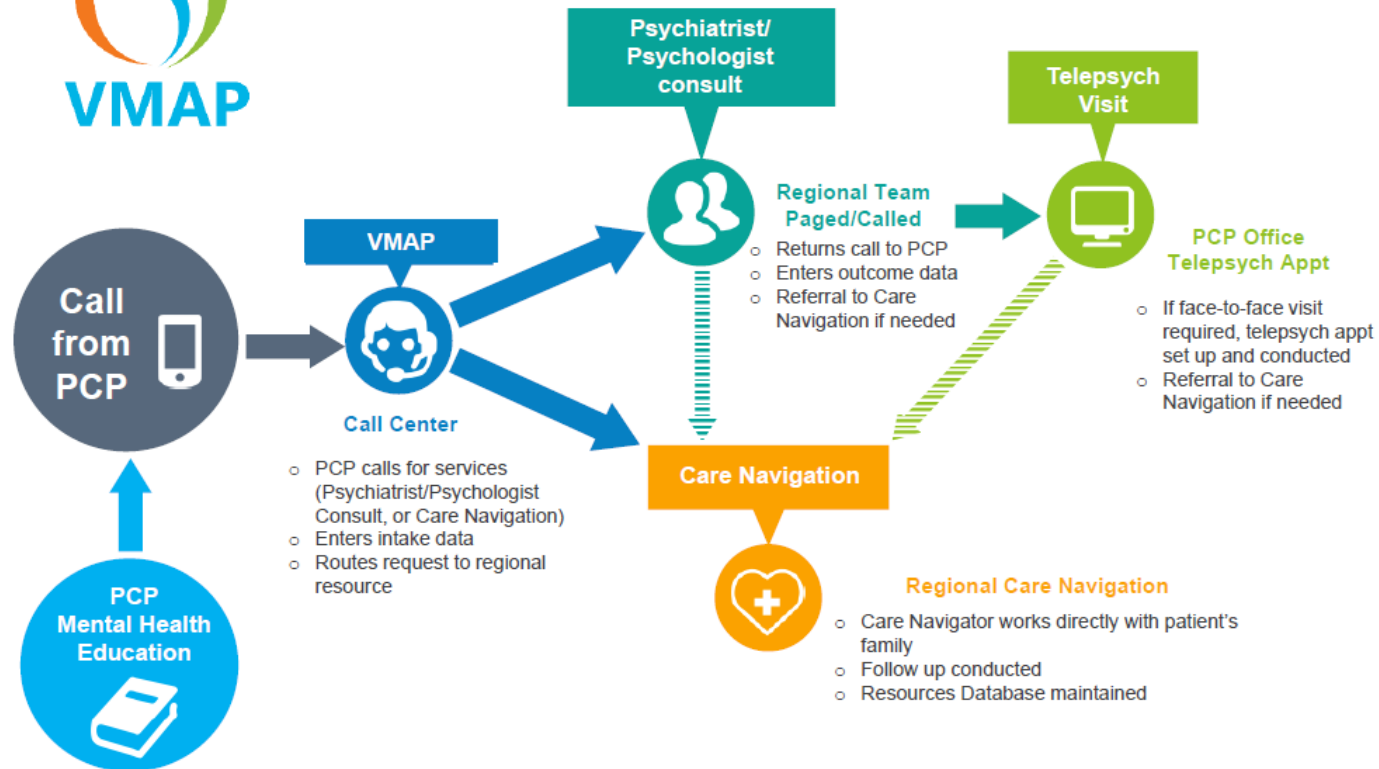 VMAP
Psychiatrist/
Psychologist
consult
Telepsych
Visit
Call
from
PCP
VMAP
Call Center
o PCP calls for services
(Psychiatrist/Psychologist
Consult, or Care Navigation)
o Enters intake data
o Routes request to regional
resource
Regional Team
Paged/Called
o Returns call to PCP
o Enters outcome data
o Referral to Care
Navigation if needed
PCP Office
Telepsych Appt
o If face-to-face visit
required, telepsych appt
set up and conducted
o Referral to Care
Navigation if needed
Care Navigation
Regional Care Navigation
o Care Navigator works directly with patient's
family
o Follow up conducted
o Resources Database maintained
PCP
Mental Health
Education